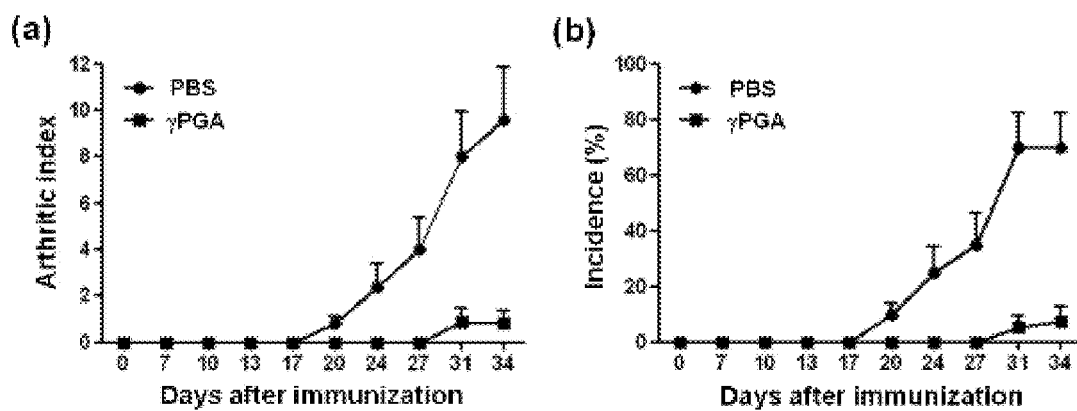 (a)
12
10
8
6
4
2
0
Arthritic index
PBS
γPGA
0 7 10 13 17 20 24 27 31 34
Days after immunization
(b)
100
80
60
40
20
0
Incidence (%)
PBS
γPGA
0 7 10 13 17 20 24 27 31 34
Days after immunization